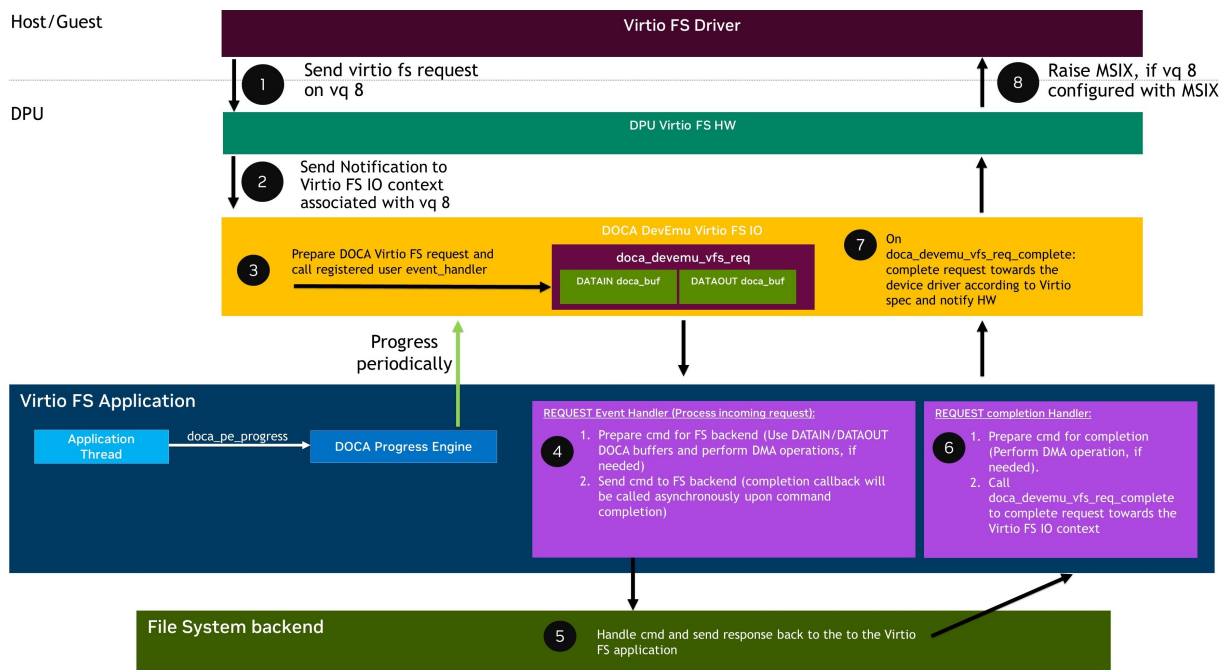 Host/Guest
Virtio FS Driver
1
Send virtio fs request
on vq 8
8
Raise MSIX, if vq 8
configured with MSIX
DPU
DPU Virtio FS HW
2
Send Notification to
Virtio FS IO context
associated with vq 8
DOCA DevEmu Virtio FS IO
3
Prepare DOCA Virtio FS request and
call registered user event_handler
doca_devemu_vfs_req
DATAIN doca_buf
DATAOUT doca_buf
7
On
doca_devemu_vfs_req_complete:
complete request towards the
device driver according to Virtio
spec and notify HW
Progress
periodically
Virtio FS Application
Application
Thread
doca_pe_progress
DOCA Progress Engine
REQUEST Event Handler (Process incoming request):
4
1. Prepare cmd for FS backend (Use DATAIN/DATAOUT
DOCA buffers and perform DMA operations, if
needed)
2. Send cmd to FS backend (completion callback will
be called asynchronously upon command
completion)
REQUEST completion Handler:
6
1. Prepare cmd for completion
(Perform DMA operation, if
needed).
2. Call
doca_devemu_vfs_req_complete
to complete request towards the
Virtio FS IO context
File System backend
5
Handle cmd and send response back to the to the Virtio
FS application